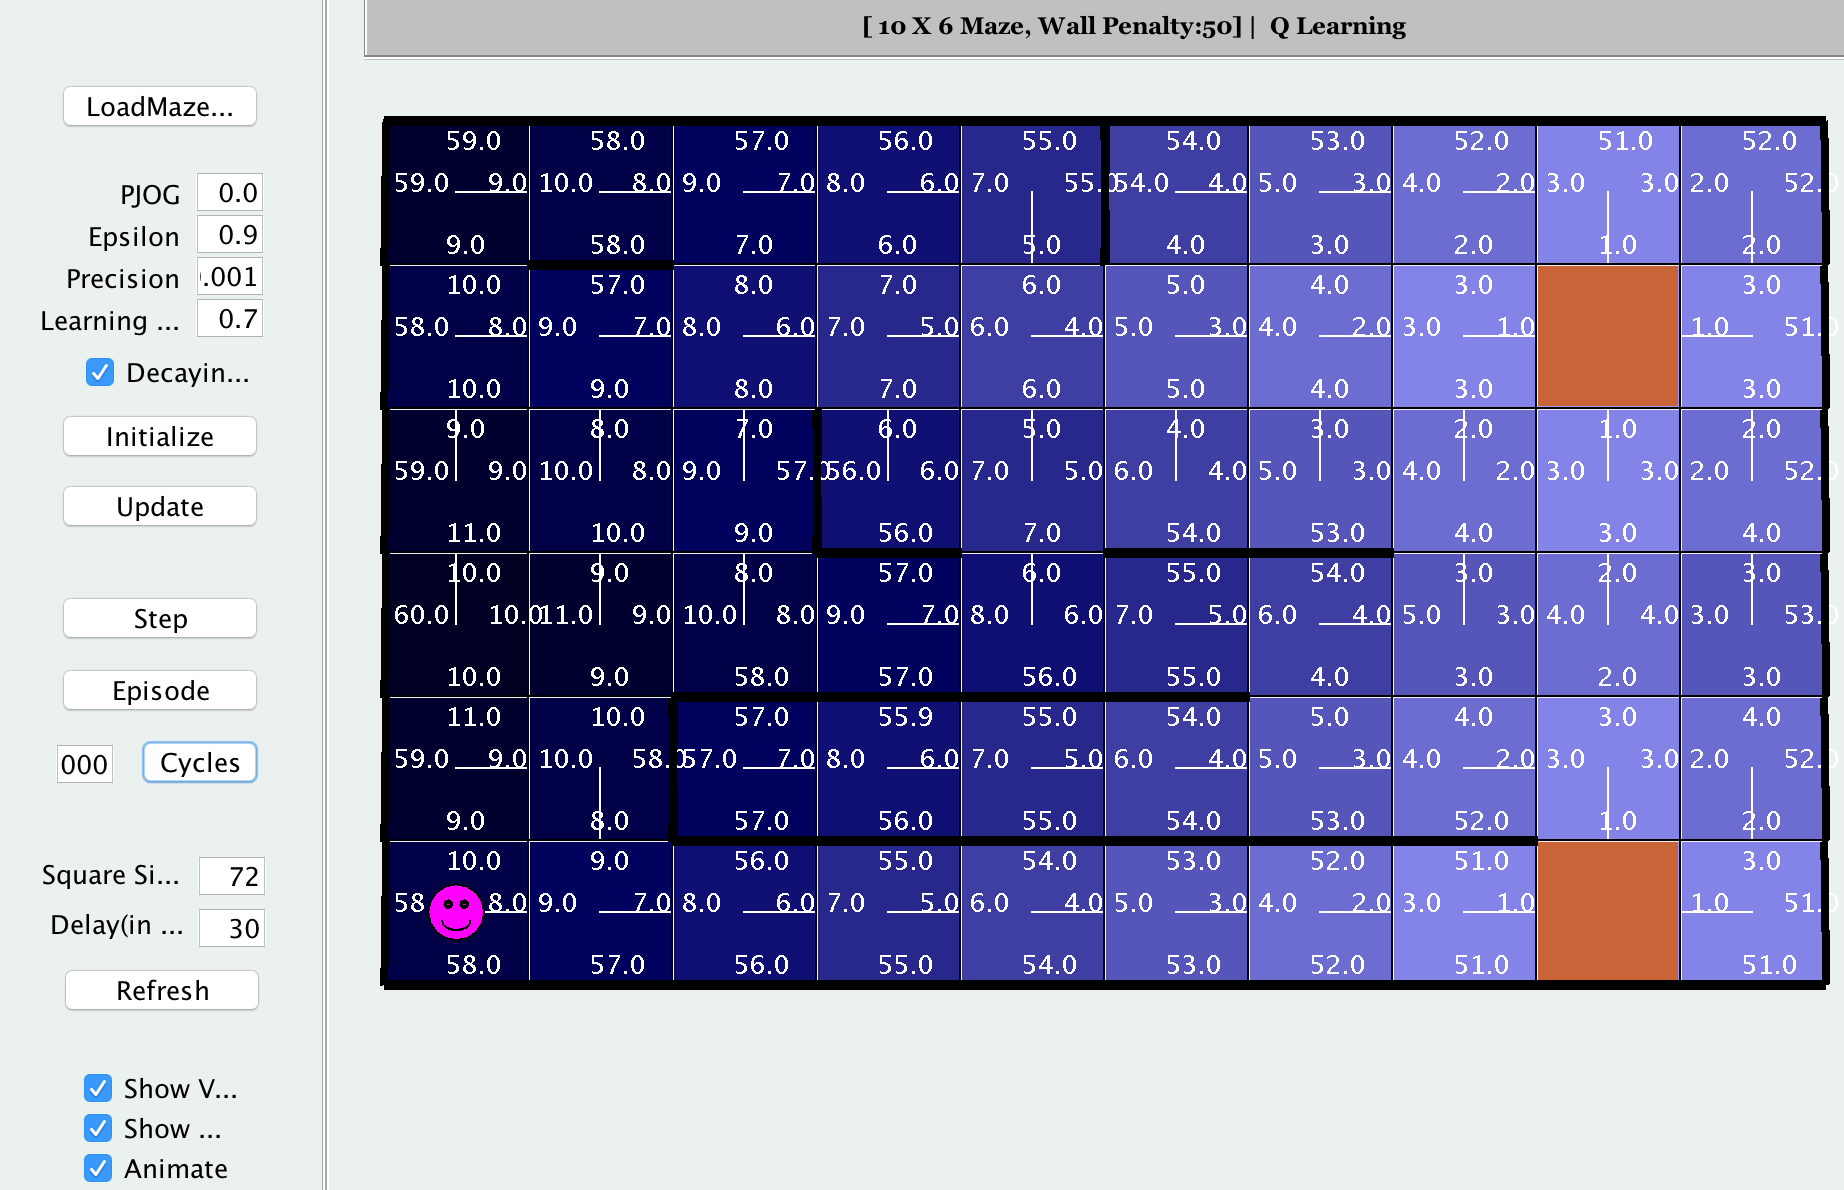 [ 10 X 6 Maze, Wall Penalty:50] | Q Learning
LoadMaze...
PJOG 0.0
Epsilon 0.9
Precision .001
Learning ... 0.7
Decayin...
Initialize
Update
Step
Episode
000 Cycles
Square Si... 72
Delay(in ... 30
Refresh
Show V...
Show ...
Animate
59.0 58.0 57.0 56.0 55.0 54.0 53.0 52.0 51.0 52.0
59.0 9.0 10.0 8.0 9.0 7.0 8.0 6.0 7.0 55.0 54.0 4.0 5.0 3.0 4.0 2.0 3.0 3.0 2.0 52.0
9.0 58.0 7.0 6.0 5.0 4.0 3.0 2.0 1.0 2.0
10.0 57.0 8.0 7.0 6.0 5.0 4.0 3.0 3.0
58.0 8.0 9.0 7.0 8.0 6.0 7.0 5.0 6.0 4.0 5.0 3.0 4.0 2.0 3.0 1.0 1.0 51.0
10.0 9.0 8.0 7.0 6.0 5.0 4.0 3.0 3.0
9.0 8.0 7.0 6.0 5.0 4.0 3.0 2.0 1.0 2.0
59.0 9.0 10.0 8.0 9.0 57.0 56.0 6.0 7.0 5.0 6.0 4.0 5.0 3.0 4.0 2.0 3.0 3.0 2.0 52.0
11.0 10.0 9.0 56.0 7.0 54.0 53.0 4.0 3.0 4.0
10.0 9.0 8.0 57.0 6.0 55.0 54.0 3.0 2.0 3.0
60.0 10.0 11.0 9.0 10.0 8.0 9.0 7.0 8.0 6.0 7.0 5.0 6.0 4.0 5.0 3.0 4.0 4.0 3.0 53.0
10.0 9.0 58.0 57.0 56.0 55.0 4.0 3.0 2.0 3.0
11.0 10.0 57.0 55.9 55.0 54.0 5.0 4.0 3.0 4.0
59.0 9.0 10.0 58.0 57.0 7.0 8.0 6.0 7.0 5.0 6.0 4.0 5.0 3.0 4.0 2.0 3.0 3.0 2.0 52.0
9.0 8.0 57.0 56.0 55.0 54.0 53.0 52.0 1.0 2.0
10.0 9.0 56.0 55.0 54.0 53.0 52.0 51.0 3.0
58 8.0 9.0 7.0 8.0 6.0 7.0 5.0 6.0 4.0 5.0 3.0 4.0 2.0 3.0 1.0 1.0 51.0
58.0 57.0 56.0 55.0 54.0 53.0 52.0 51.0 51.0